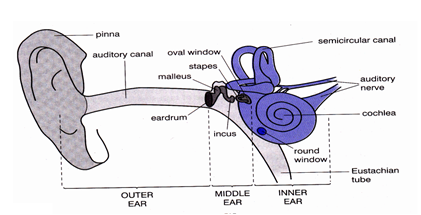 pinna
auditory canal
oval window
stapes
malleus
semicircular canal
auditory
nerve
eardrum
incus
cochlea
round
window
Eustachian
tube
OUTER
EAR
MIDDLE
EAR
INNER
EAR